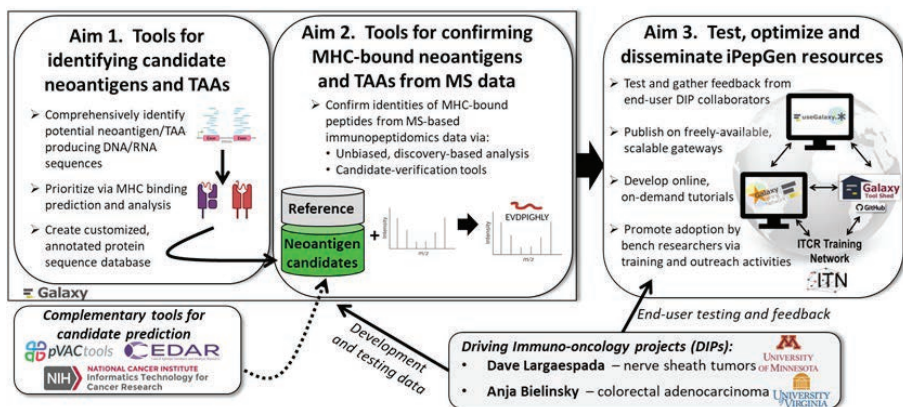 Aim 1. Tools for
identifying candidate
neoantigens and TAAs
➢ Comprehensively identify
potential neoantigen/TAA
producing DNA/RNA
sequences
➢ Prioritize via MHC binding
prediction and analysis
➢ Create customized,
annotated protein
sequence database
Aim 2. Tools for confirming
MHC-bound neoantigens
and TAAs from MS data
➢ Confirm identities of MHC-bound
peptides from MS-based
immunopeptidomics data via:
• Unbiased, discovery-based analysis
• Candidate-verification tools
Reference
Neoantigen
candidates
+
Intensity
m/z
EVDPIGHLY
Intensity
m/z
Galaxy
Aim 3. Test, optimize and
disseminate iPepGen resources
➢ Test and gather feedback from
end-user DIP collaborators
➢ Publish on freely-available,
scalable gateways
➢ Develop online,
on-demand tutorials
➢ Promote adoption by
bench researchers via
training and outreach activities
useGalaxy
Galaxy
Galaxy
Tool Shed
GitHub
ITCR Training
Network
ITN
Complementary tools for
candidate prediction
pVACtools
CEDAR
NIH
NATIONAL CANCER INSTITUTE
Informatics Technology for
Cancer Research
Development
and testing data
End-user testing and feedback
Driving Immuno-oncology projects (DIPs):
• Dave Largaespada – nerve sheath tumors
• Anja Bielinsky – colorectal adenocarcinoma
M
UNIVERSITY
OF MINNESOTA
UNIVERSITY
of VIRGINIA